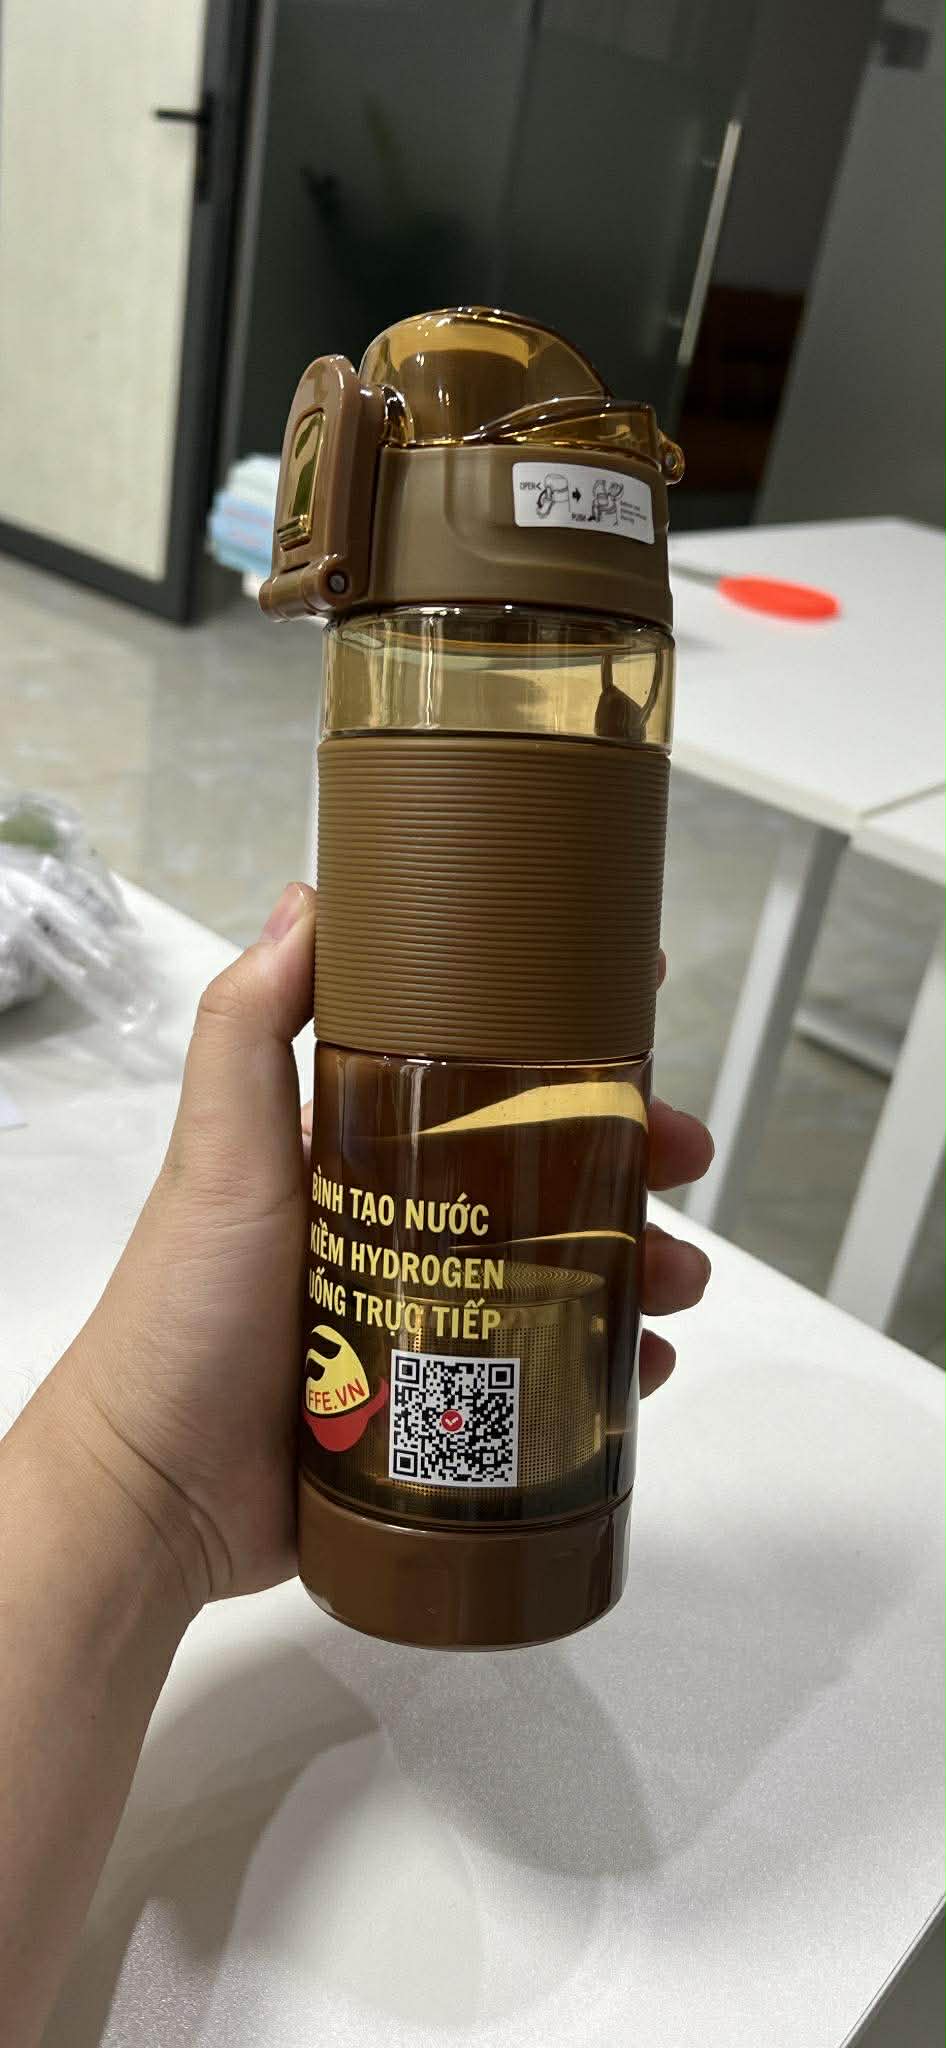 OPEN
PUSH
BÌNH TẠO NƯỚC
KIỀM HYDROGEN
UỐNG TRỰC TIẾP
FFE.VN